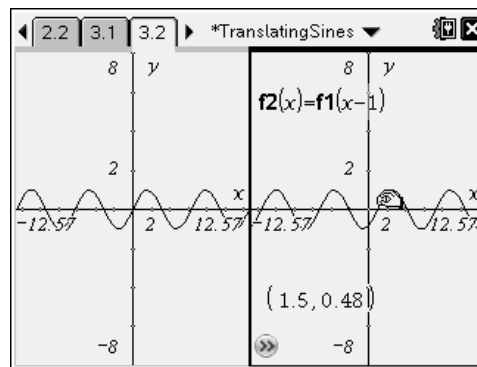 2.2 3.1 3.2 *TranslatingSines
8 y
2
x
-12.57 2 12.57
-8
8 y
f2(x)=f1(x-1)
2
x
-12.57 2 12.57
(1.5,0.48)
-8